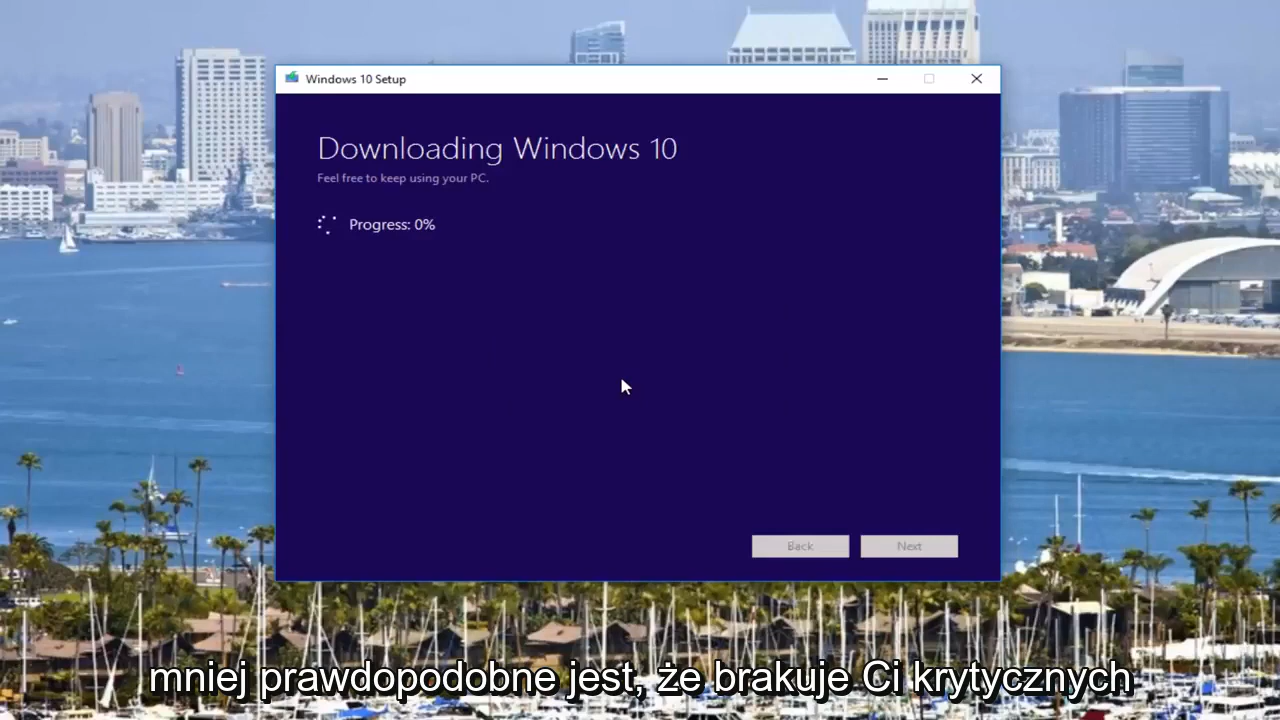 Windows 10 Setup
Downloading Windows 10
Feel free to keep using your PC.
Progress: 0%
Back
Next
mniej prawdopodobne jest, że brakuje Ci krytycznych